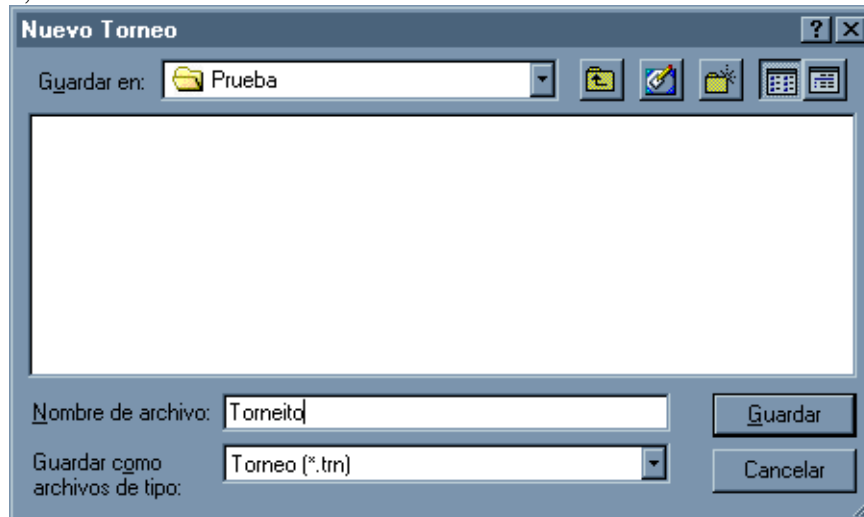 Nuevo Torneo
Guardar en: Prueba
Nombre de archivo: Torneito Guardar
Guardar como Torneo (*.trn) Cancelar
archivos de tipo: